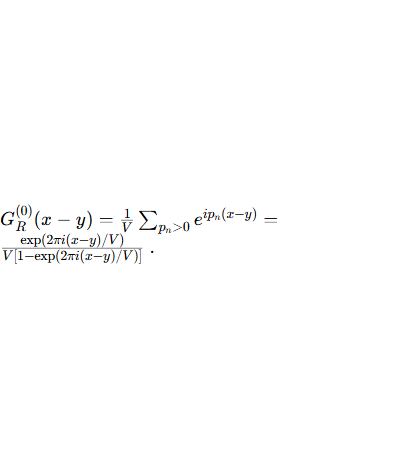 $G_R^{(0)}(x-y) = \frac{1}{V} \sum_{p_n>0} e^{ip_n(x-y)} =$
$\frac{\exp(2\pi i(x-y)/V)}{V[1-\exp(2\pi i(x-y)/V)]}$ .